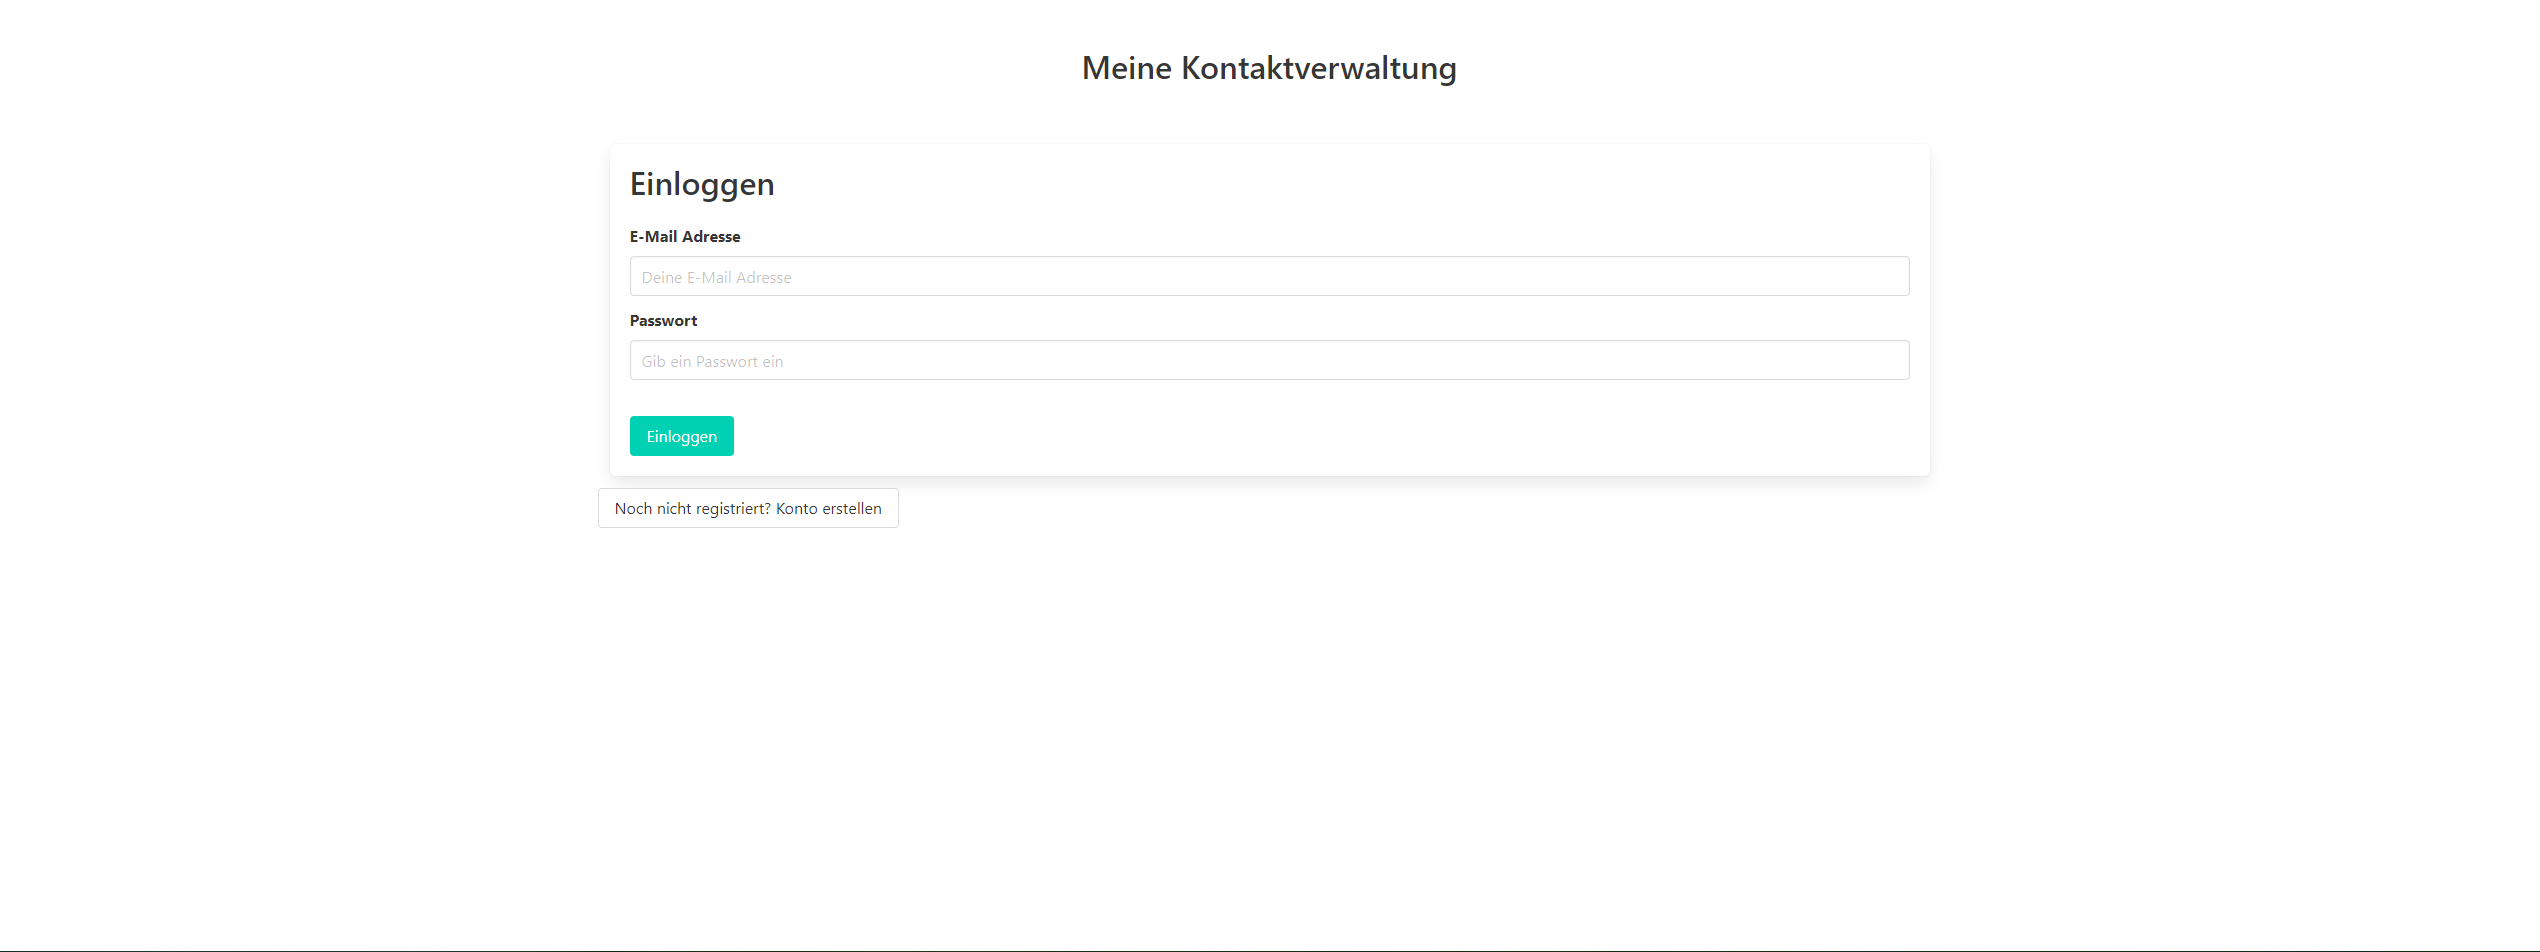 Meine Kontaktverwaltung
Einloggen
E-Mail Adresse
Deine E-Mail Adresse
Passwort
Gib ein Passwort ein
Einloggen
Noch nicht registriert? Konto erstellen